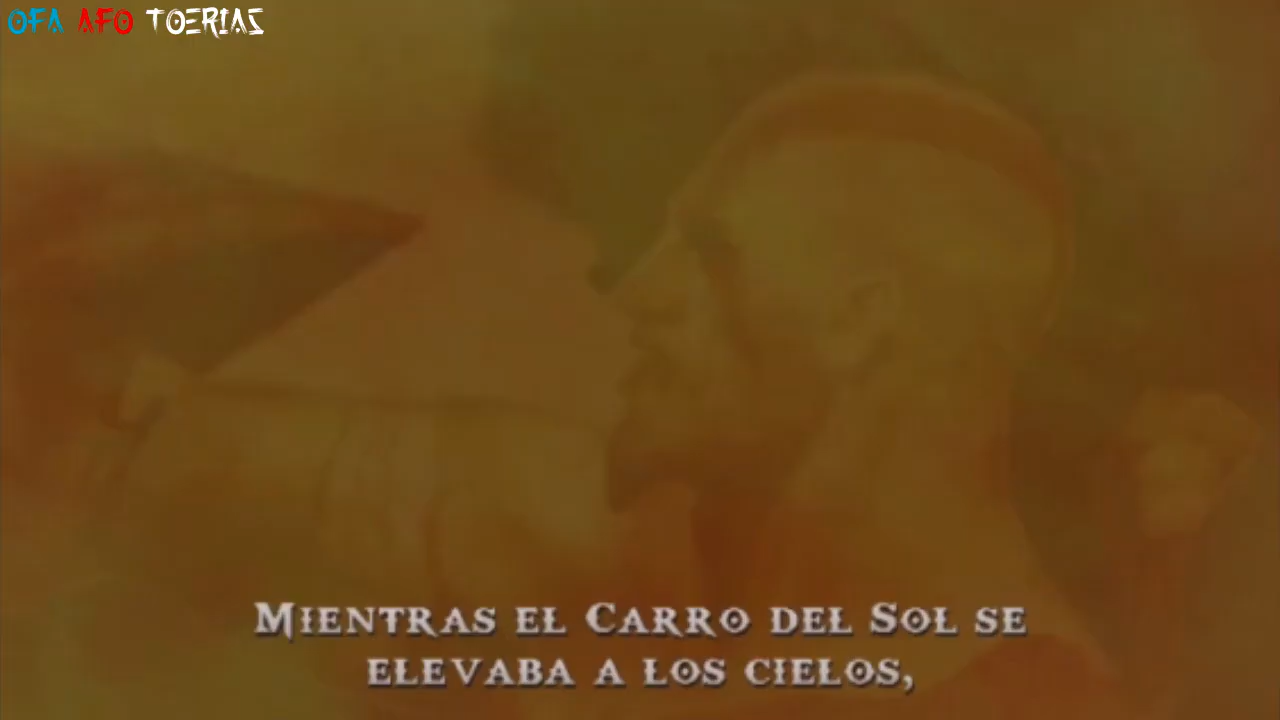 OFA AFO TOERIAS
Mientras el Carro del Sol se
elevaba a los cielos,